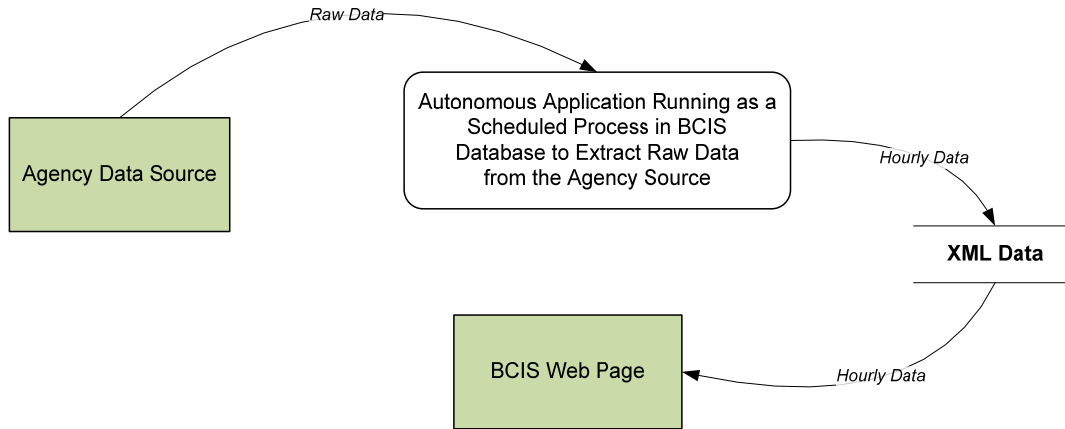 Raw Data
Autonomous Application Running as a
Scheduled Process in BCIS
Database to Extract Raw Data
from the Agency Source
Agency Data Source
Hourly Data
XML Data
BCIS Web Page
Hourly Data